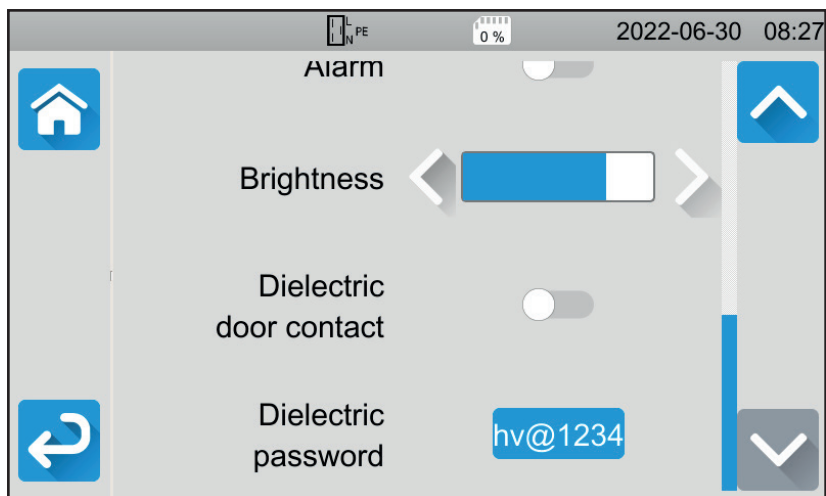 L
N PE
0 % 2022-06-30 08:27
Alarm
Brightness
Dielectric
door contact
Dielectric
password
hv@1234